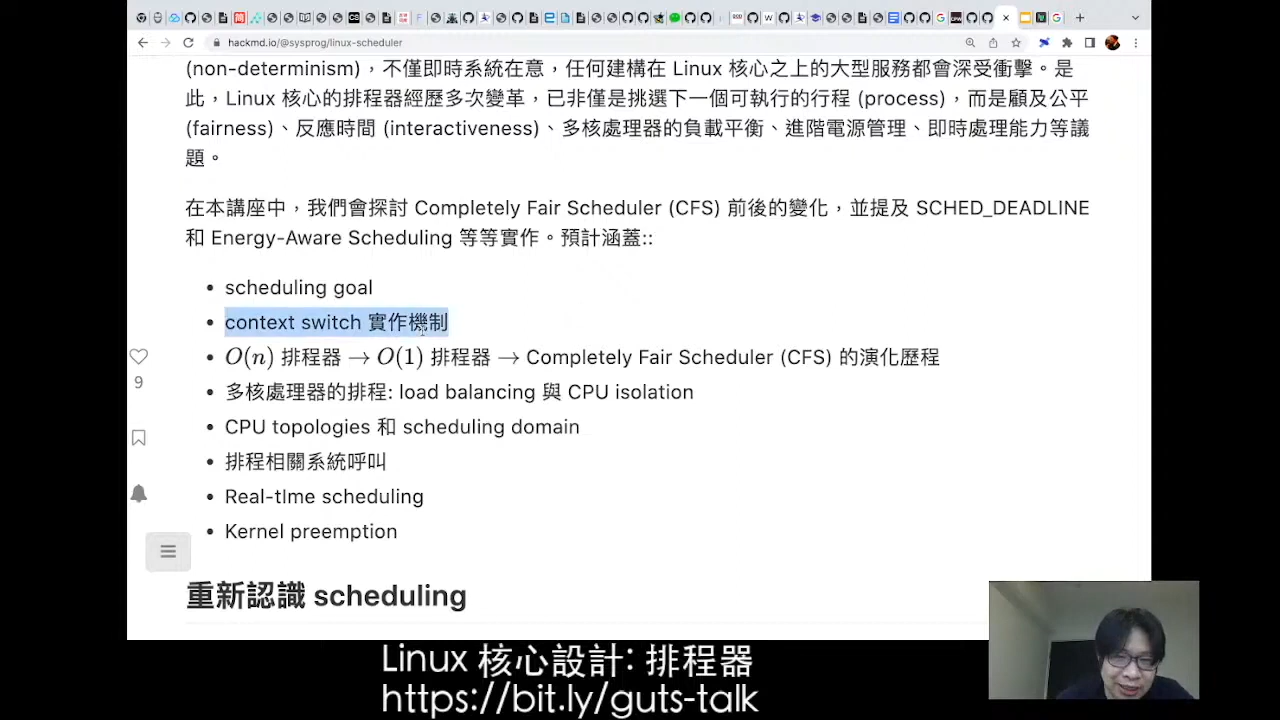 hackmd.io/@sysprog/linux-scheduler
(non-determinism)，不僅即時系統在意，任何建構在 Linux 核心之上的大型服務都會深受衝擊。是
此，Linux 核心的排程器經歷多次變革，已非僅是挑選下一個可執行的行程 (process)，而是顧及公平
(fairness)、反應時間 (interactiveness)、多核處理器的負載平衡、進階電源管理、即時處理能力等議
題。
在本講座中，我們會探討 Completely Fair Scheduler (CFS) 前後的變化，並提及 SCHED_DEADLINE
和 Energy-Aware Scheduling 等等實作。預計涵蓋::
• scheduling goal
• context switch 實作機制
• O(n) 排程器 → O(1) 排程器 → Completely Fair Scheduler (CFS) 的演化歷程
• 多核處理器的排程: load balancing 與 CPU isolation
• CPU topologies 和 scheduling domain
• 排程相關系統呼叫
• Real-tIme scheduling
• Kernel preemption
9
重新認識 scheduling
Linux 核心設計: 排程器
https://bit.ly/guts-talk